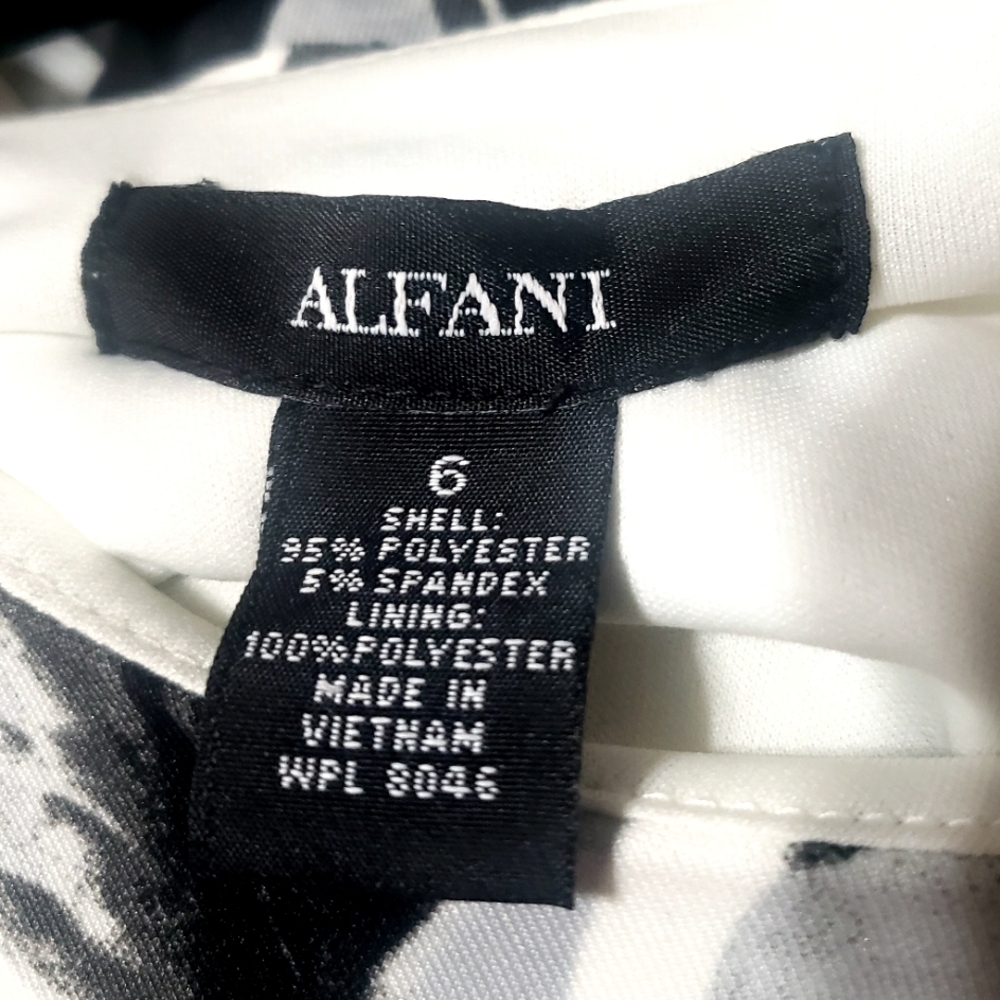 ALFANI
6
SHELL:
95% POLYESTER
5% SPANDEX
LINING:
100% POLYESTER
MADE IN
VIETNAM
WPL 8046